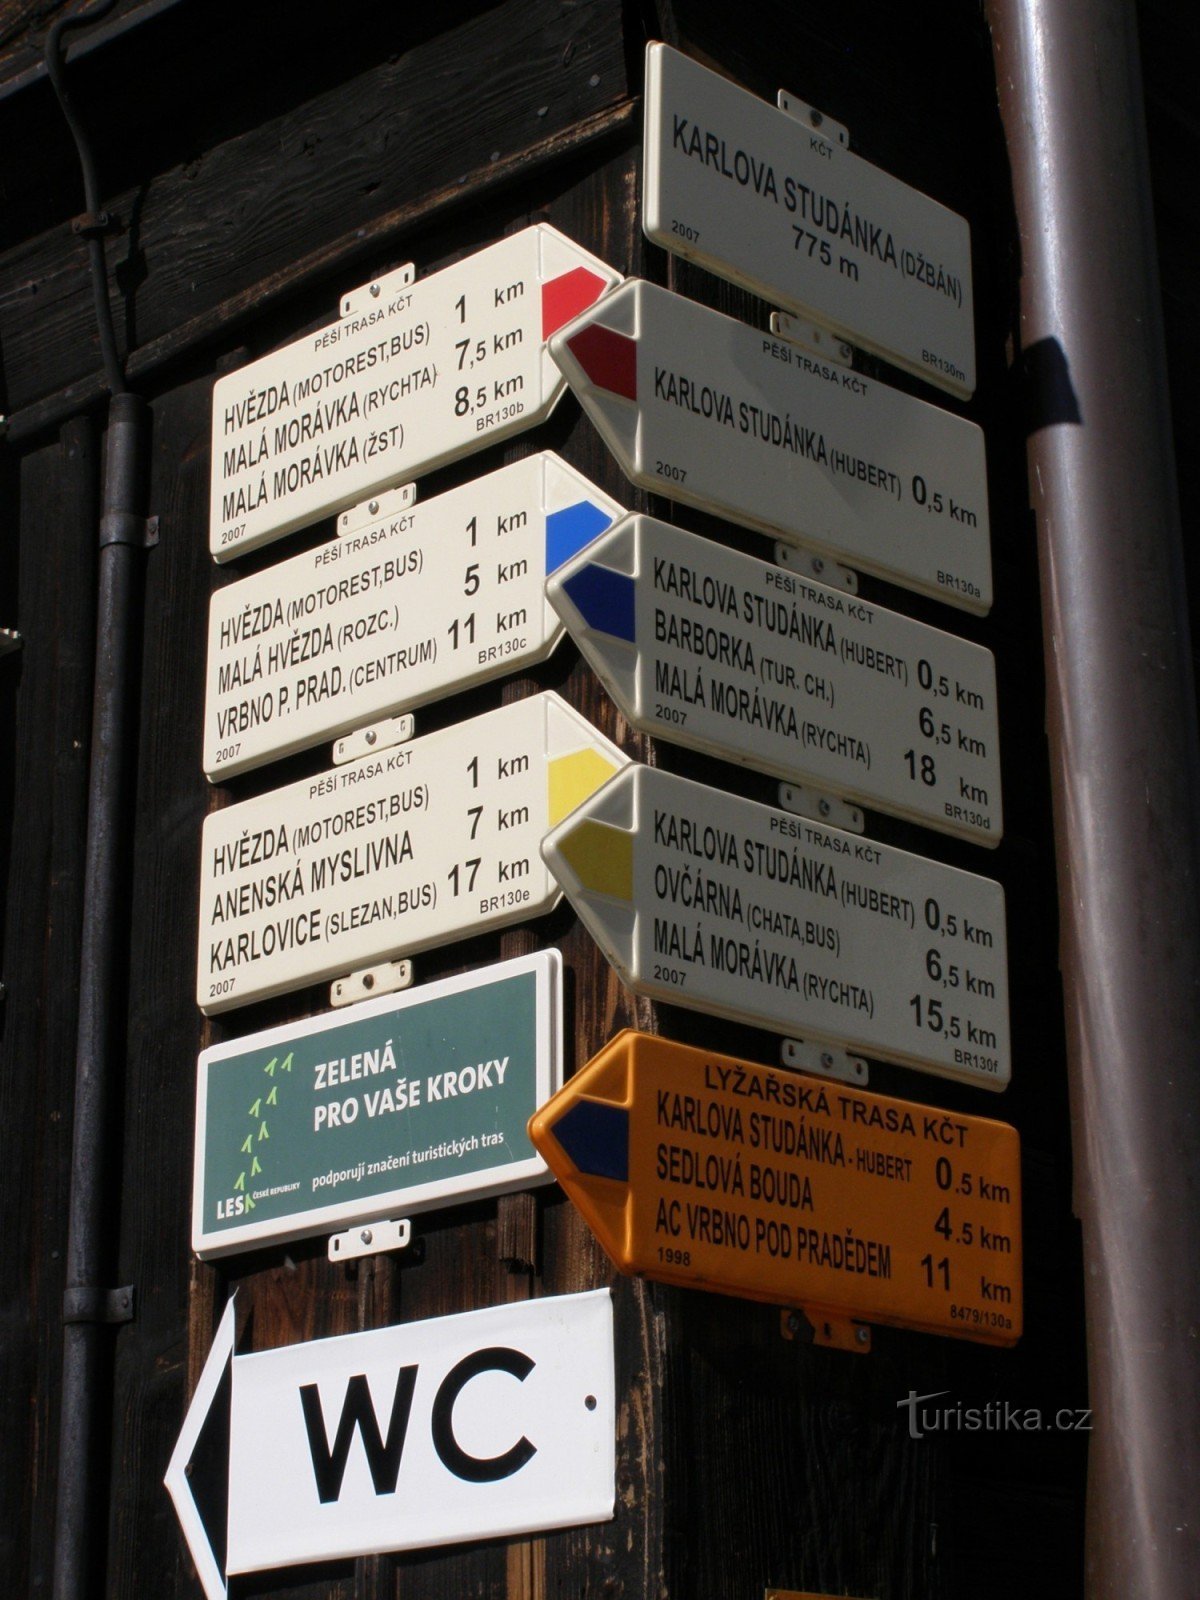 KČT
KARLOVA STUDÁNKA (DŽBÁN)
775 m
2007
BR130m
PĚŠÍ TRASA KČT
HVĚZDA (MOTOREST,BUS) 1 km
MALÁ MORÁVKA (RYCHTA) 7,5 km
MALÁ MORÁVKA (ŽST) 8,5 km
2007 BR130b
PĚŠÍ TRASA KČT
KARLOVA STUDÁNKA (HUBERT) 0,5 km
2007 BR130a
PĚŠÍ TRASA KČT
HVĚZDA (MOTOREST,BUS) 1 km
MALÁ HVĚZDA (ROZC.) 5 km
VRBNO P. PRAD. (CENTRUM) 11 km
2007 BR130c
PĚŠÍ TRASA KČT
KARLOVA STUDÁNKA (HUBERT) 0,5 km
BARBORKA (TUR. CH.) 6,5 km
MALÁ MORÁVKA (RYCHTA) 18 km
2007 BR130d
PĚŠÍ TRASA KČT
HVĚZDA (MOTOREST,BUS) 1 km
ANENSKÁ MYSLIVNA 7 km
KARLOVICE (SLEZAN,BUS) 17 km
2007 BR130e
PĚŠÍ TRASA KČT
KARLOVA STUDÁNKA (HUBERT) 0,5 km
OVČÁRNA (CHATA,BUS) 6,5 km
MALÁ MORÁVKA (RYCHTA) 15,5 km
2007 BR130f
ZELENÁ
PRO VAŠE KROKY
podporují značení turistických tras
LESY ČESKÉ REPUBLIKY
LYŽAŘSKÁ TRASA KČT
KARLOVA STUDÁNKA - HUBERT 0.5 km
SEDLOVÁ BOUDA 4.5 km
AC VRBNO POD PRADĚDEM 11 km
1998 8479/130a
WC
Turistika.cz